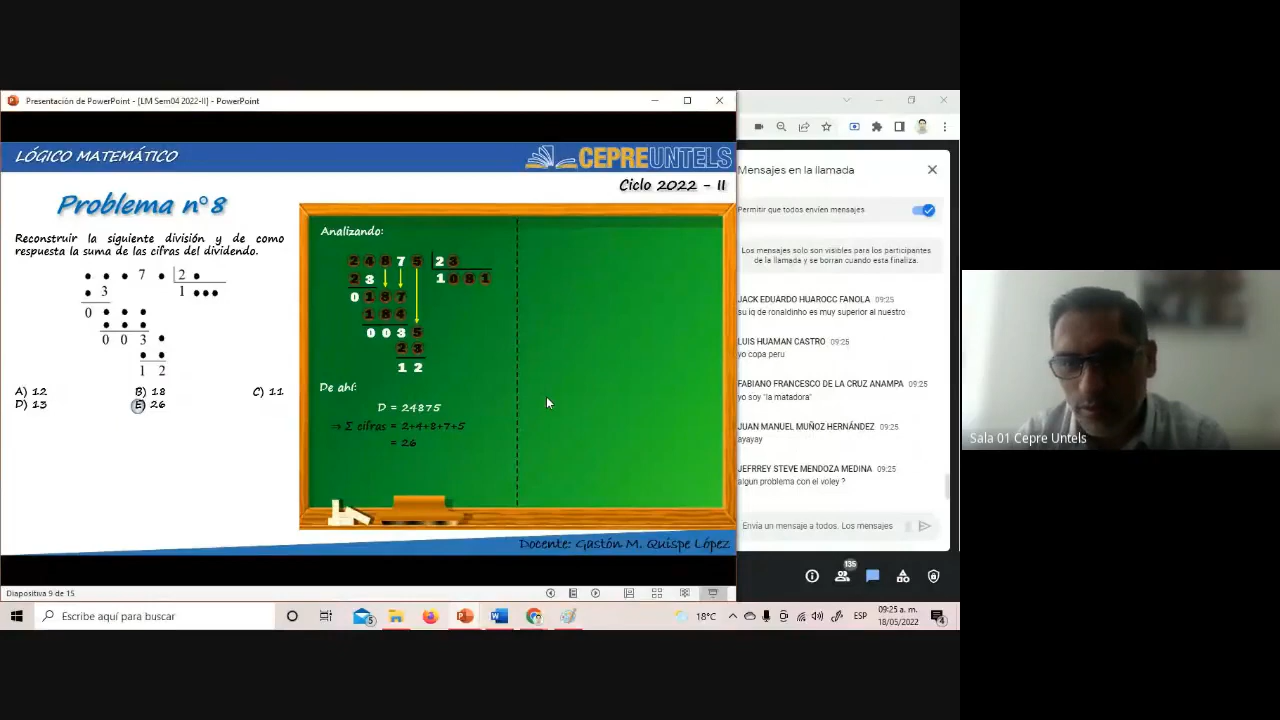 Presentación de PowerPoint - [LM Sem04 2022-II] - PowerPoint
LÓGICO MATEMÁTICO
CEPREUNTELS
Ciclo 2022 - II
Problema n° 8
Reconstruir la siguiente división y de como
respuesta la suma de las cifras del dividendo.
• • • 7 • 2 •
• 3 1 • • •
0 • • •
• • •
0 0 3 •
• •
1 2
A) 12 B) 18 C) 11
D) 13 E) 26
Analizando:
2 4 8 7 5 2 3
2 3 1 0 8 1
0 1 8 7
1 8 4
0 0 3 5
2 3
1 2
De ahí:
D = 24875
⇒ Σ cifras = 2+4+8+7+5
= 26
Docente: Gastón M. Quispe López
Diapositiva 9 de 15
Mensajes en la llamada
Permitir que todos envíen mensajes
Los mensajes solo son visibles para los participantes
de la llamada y se borran cuando esta finaliza.
JACK EDUARDO HUAROCC FANOLA 09:25
su iq de ronaldinho es muy superior al nuestro
LUIS HUAMAN CASTRO 09:25
yo copa peru
FABIANO FRANCESCO DE LA CRUZ ANAMPA 09:25
yo soy "la matadora"
JUAN MANUEL MUÑOZ HERNÁNDEZ 09:25
ayayay
JEFRREY STEVE MENDOZA MEDINA 09:25
algun problema con el voley ?
Envía un mensaje a todos. Los mensajes
135
Sala 01 Cepre Untels
Escribe aquí para buscar
5
18°C
ESP
09:25 a. m.
18/05/2022
4